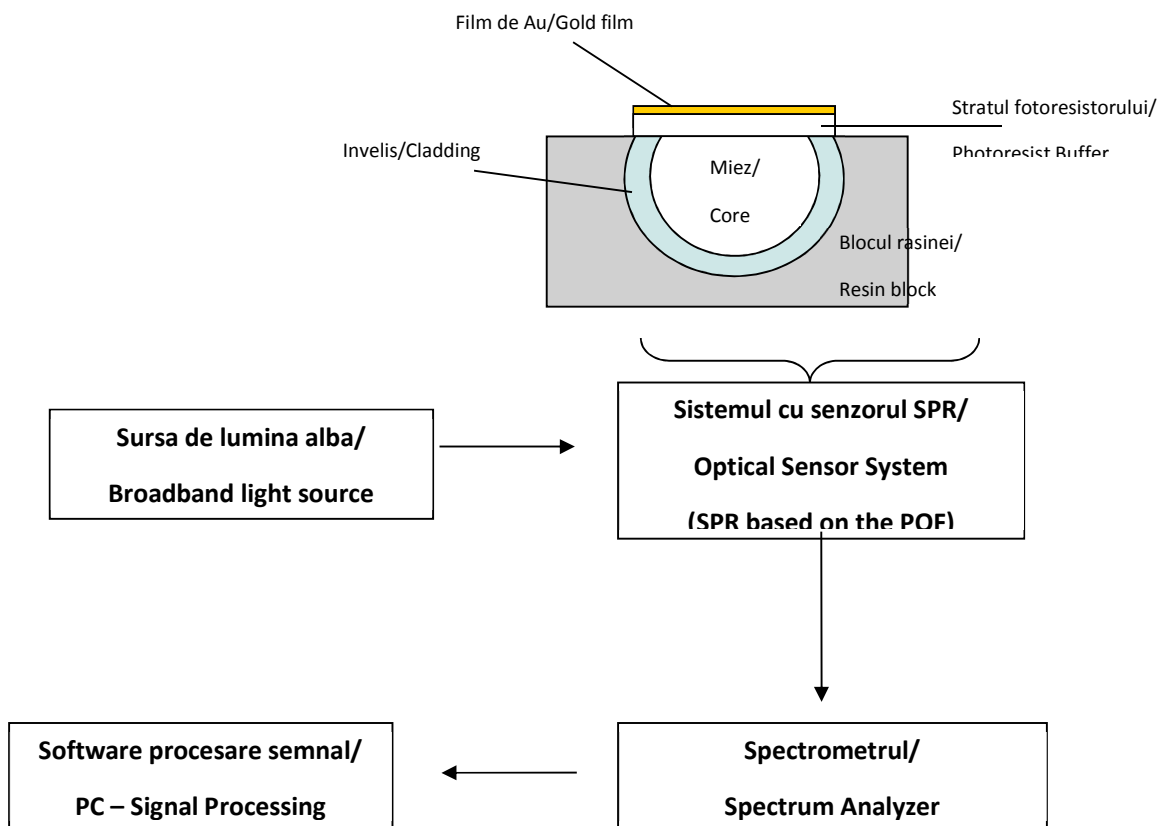 Film de Au/Gold film
Stratul fotoresistorului/
Photoresist Buffer
Invelis/Cladding
Miez/
Core
Blocul rasinei/
Resin block
Sursa de lumina alba/
Broadband light source
Sistemul cu senzorul SPR/
Optical Sensor System
(SPR based on the POF)
Software procesare semnal/
PC – Signal Processing
Spectrometrul/
Spectrum Analyzer